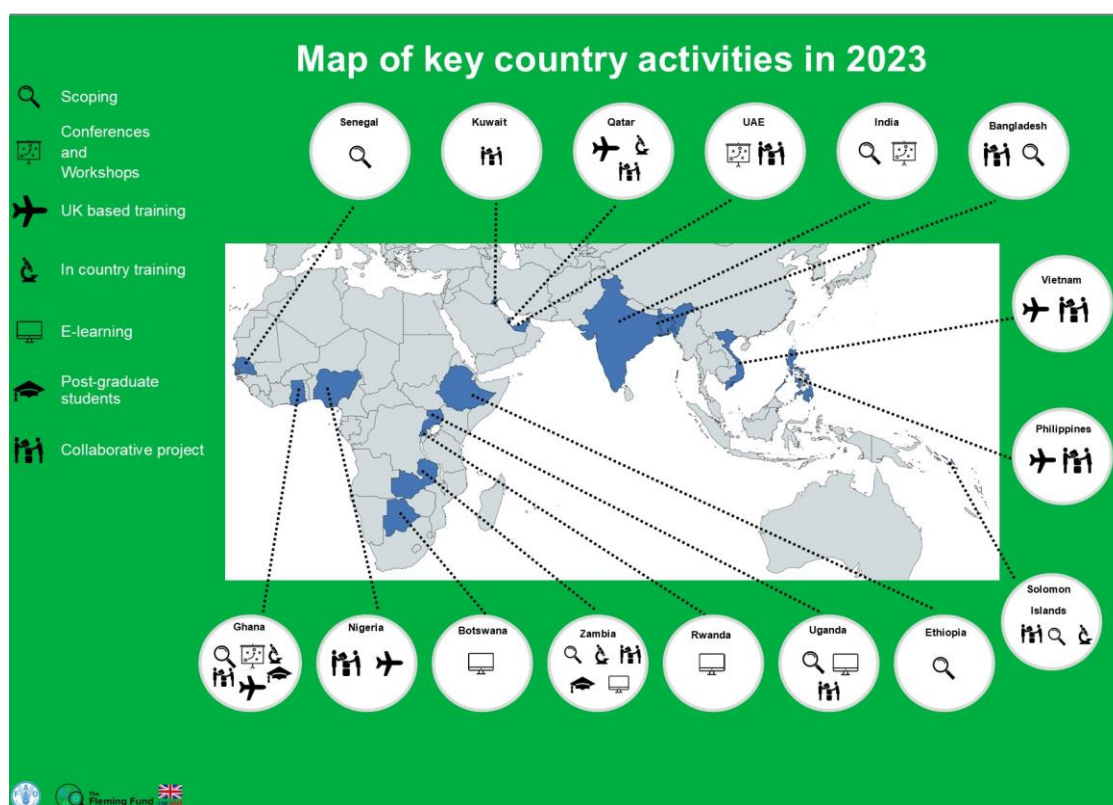 Map of key country activities in 2023
Scoping
Conferences
and
Workshops
UK based training
In country training
E-learning
Post-graduate
students
Collaborative project
Senegal
Kuwait
Qatar
UAE
India
Bangladesh
Vietnam
Philippines
Solomon
Islands
Ghana
Nigeria
Botswana
Zambia
Rwanda
Uganda
Ethiopia
The
Fleming Fund